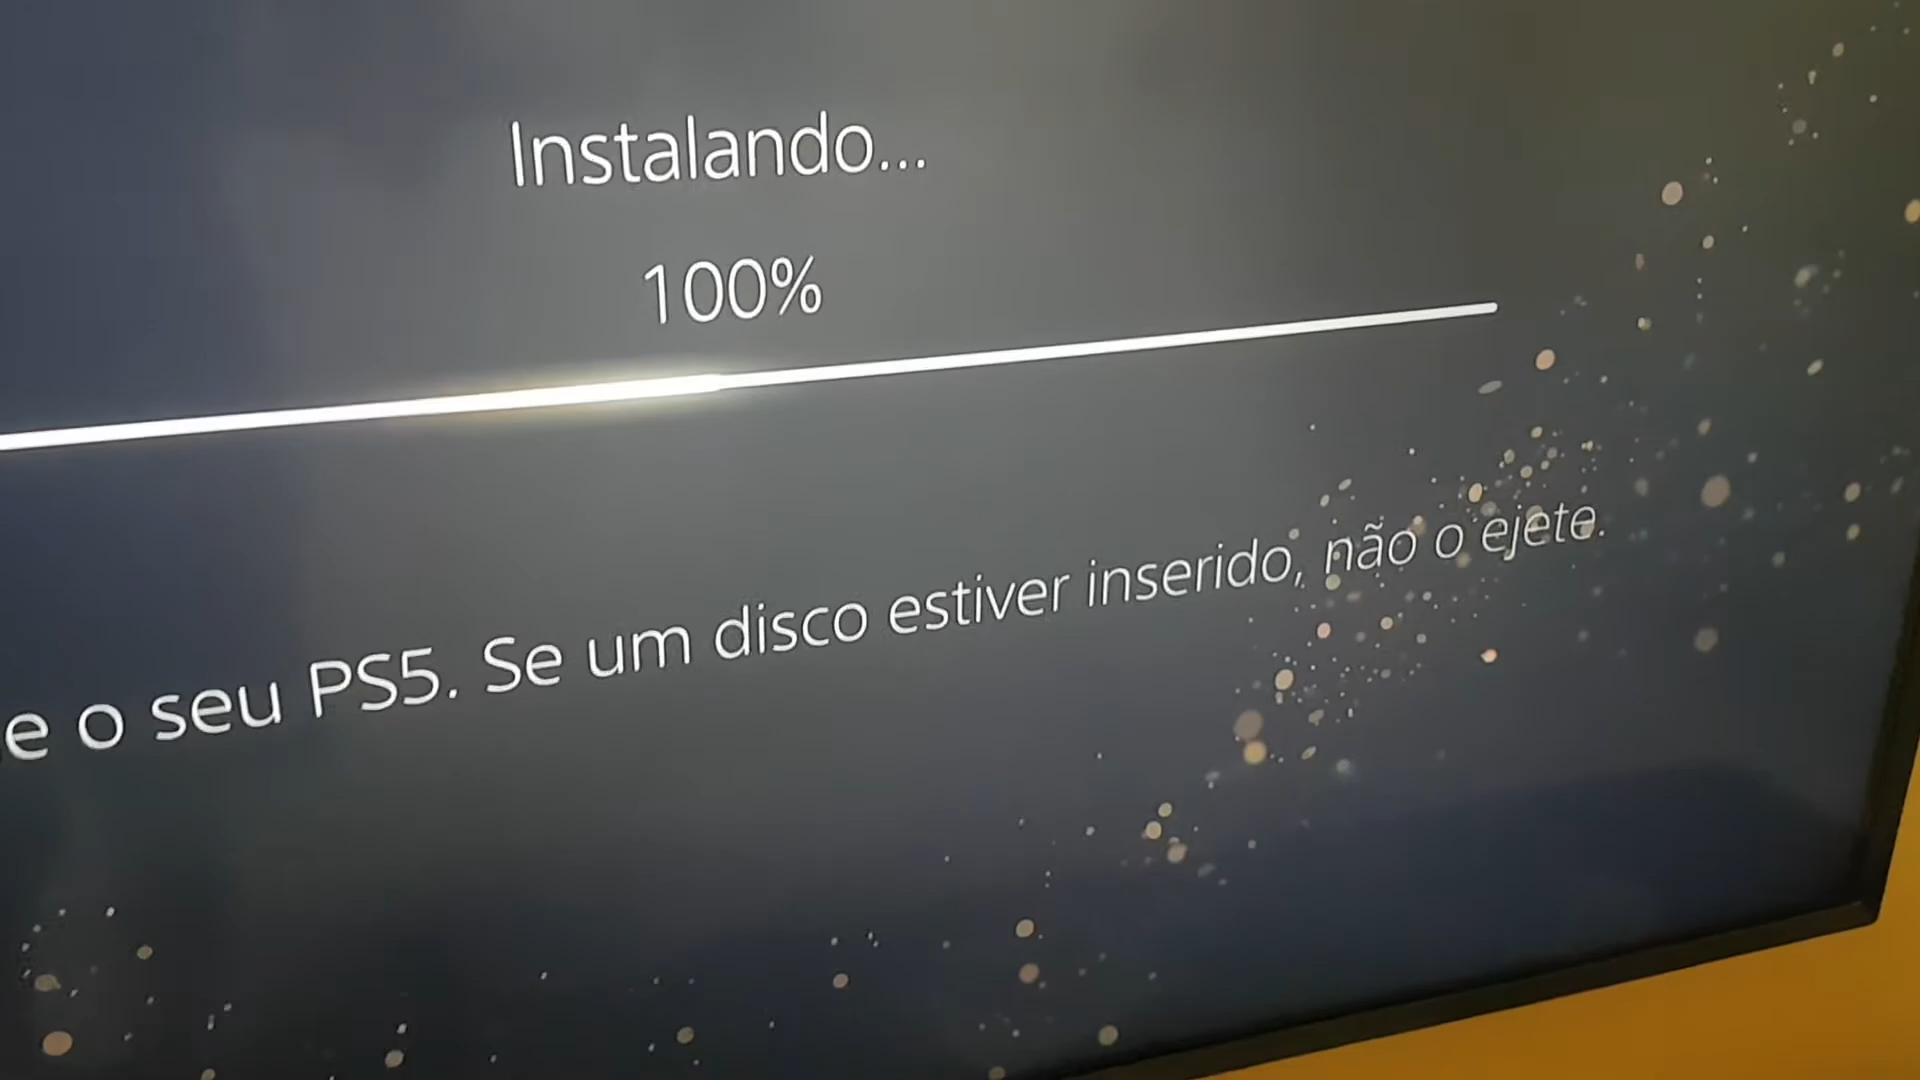 Instalando...
100%
e o seu PS5. Se um disco estiver inserido, não o ejete.